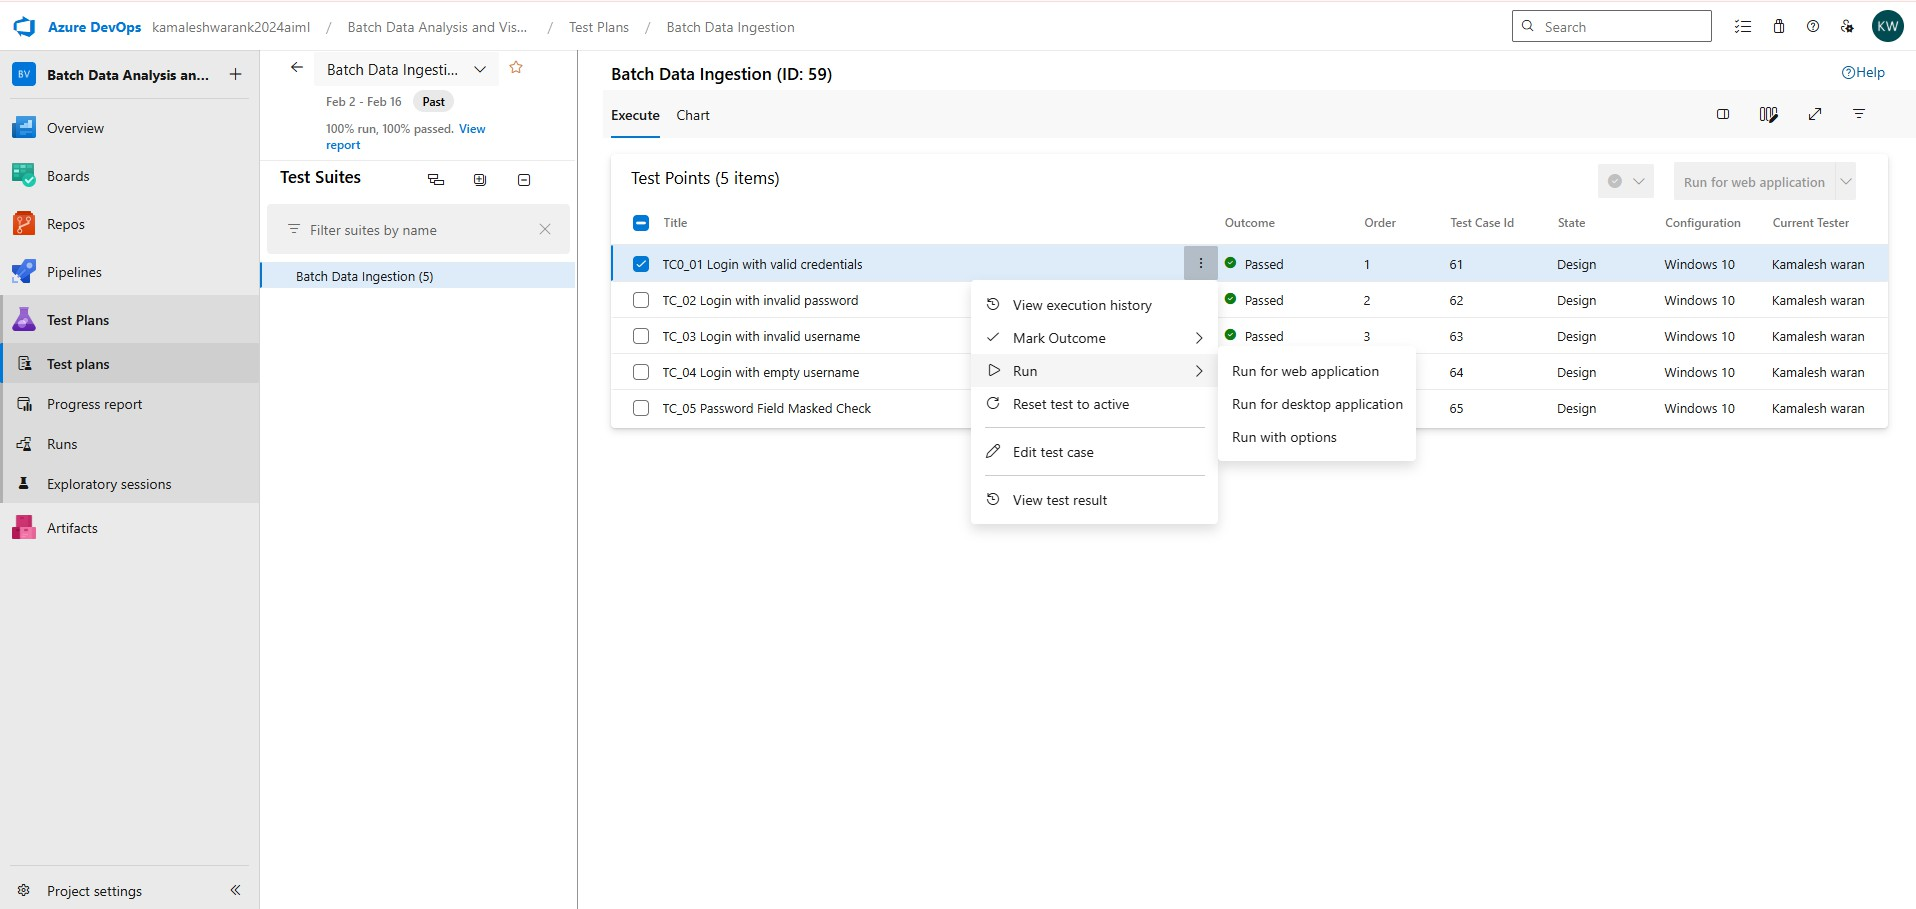 Azure DevOps kamaleshwarank2024aiml / Batch Data Analysis and Vis... / Test Plans / Batch Data Ingestion
Search
KW
BV Batch Data Analysis an... +
Overview
Boards
Repos
Pipelines
Test Plans
Test plans
Progress report
Runs
Exploratory sessions
Artifacts
Project settings
Batch Data Ingesti...
Feb 2 - Feb 16 Past
100% run, 100% passed. View
report
Test Suites
Filter suites by name
Batch Data Ingestion (5)
Batch Data Ingestion (ID: 59)
Help
Execute Chart
Test Points (5 items)
Run for web application
Title Outcome Order Test Case Id State Configuration Current Tester
TC0_01 Login with valid credentials Passed 1 61 Design Windows 10 Kamalesh waran
TC_02 Login with invalid password Passed 2 62 Design Windows 10 Kamalesh waran
TC_03 Login with invalid username Passed 3 63 Design Windows 10 Kamalesh waran
TC_04 Login with empty username 64 Design Windows 10 Kamalesh waran
TC_05 Password Field Masked Check 65 Design Windows 10 Kamalesh waran
View execution history
Mark Outcome
Run
Reset test to active
Edit test case
View test result
Run for web application
Run for desktop application
Run with options